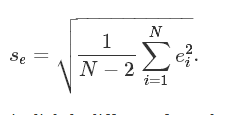 $s_e = \sqrt{\frac{1}{N-2} \sum_{i=1}^{N} e_i^2}.$